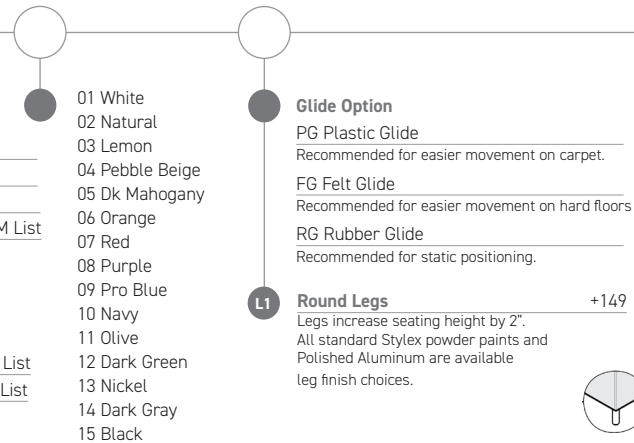 M List
List
List
01 White
02 Natural
03 Lemon
04 Pebble Beige
05 Dk Mahogany
06 Orange
07 Red
08 Purple
09 Pro Blue
10 Navy
11 Olive
12 Dark Green
13 Nickel
14 Dark Gray
15 Black
Glide Option
PG Plastic Glide
Recommended for easier movement on carpet.
FG Felt Glide
Recommended for easier movement on hard floors
RG Rubber Glide
Recommended for static positioning.
L1 Round Legs +149
Legs increase seating height by 2".
All standard Stylex powder paints and
Polished Aluminum are available
leg finish choices.